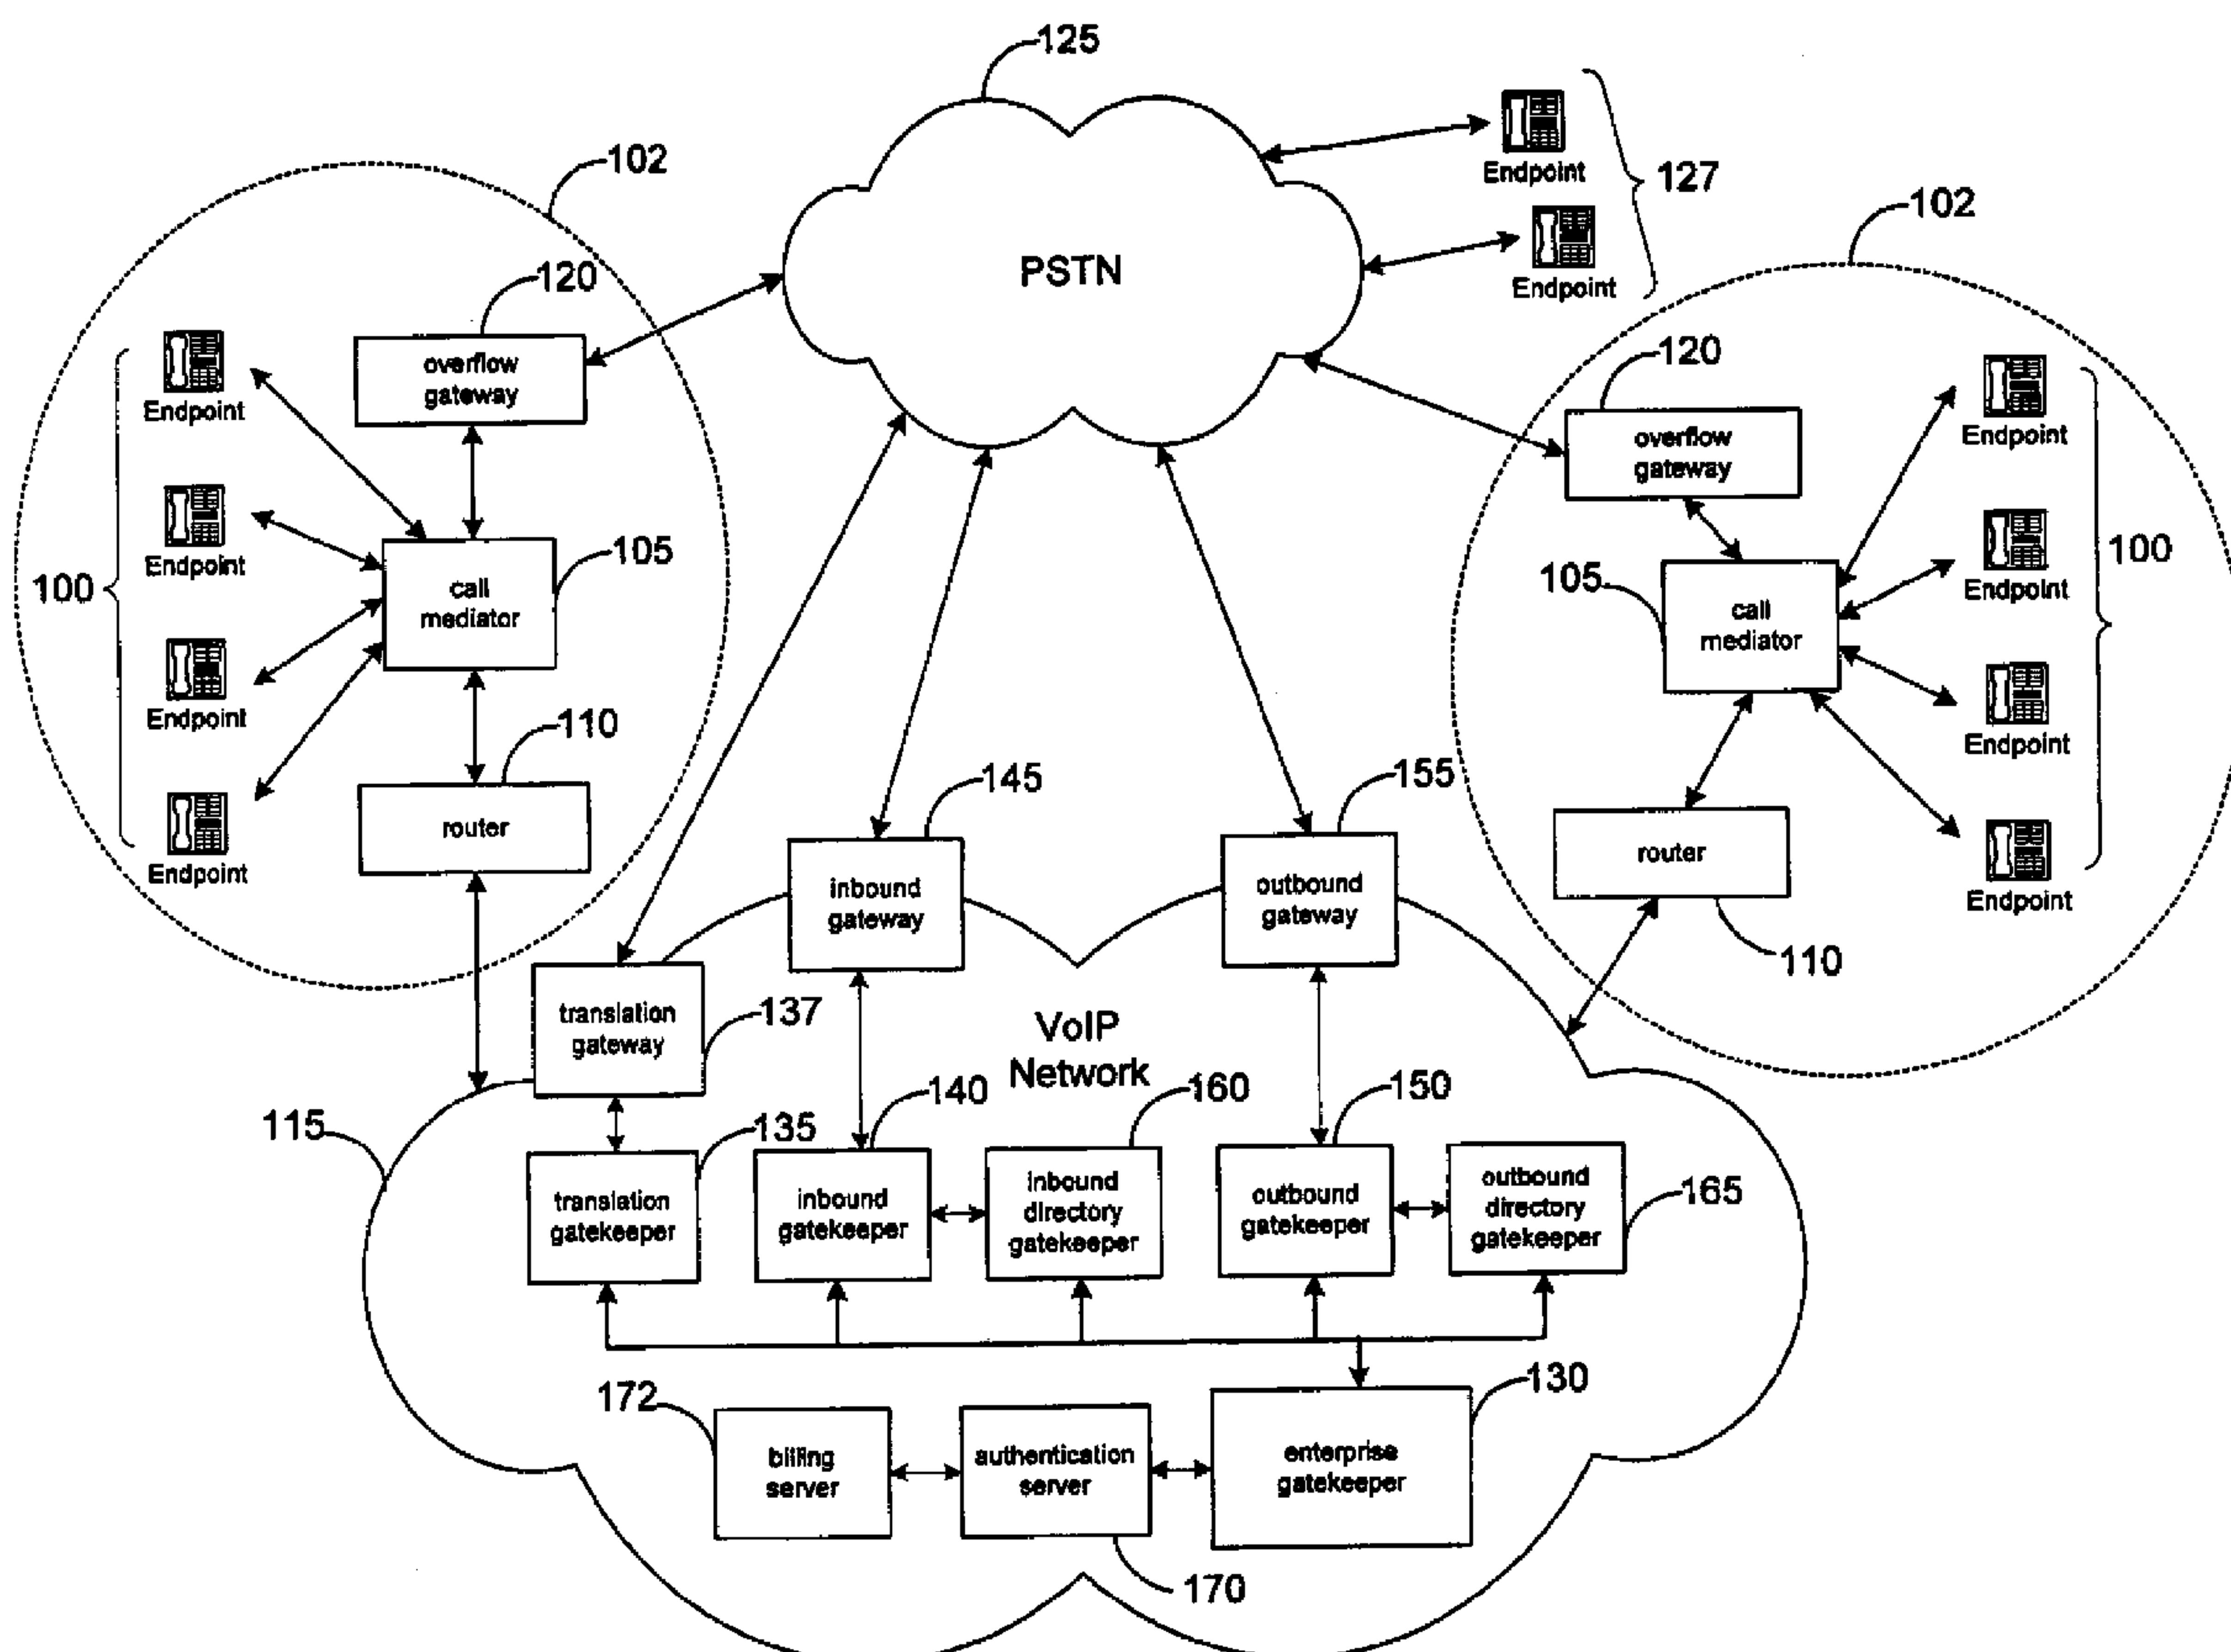 125
102
Endpoint
127
102
PSTN
Endpoint
120
overflow
gateway
Endpoint
120
overflow
gateway
Endpoint
Endpoint
100
call
mediator
105
105
call
mediator
Endpoint
100
Endpoint
110
Endpoint
router
Endpoint
145
155
router
Endpoint
inbound
gateway
outbound
gateway
110
translation
gateway
137
VoIP
Network
115
135
140
160
150
translation
gatekeeper
inbound
gatekeeper
inbound
directory
gatekeeper
outbound
gatekeeper
outbound
directory
gatekeeper
165
172
130
billing
server
authentication
server
enterprise
gatekeeper
170